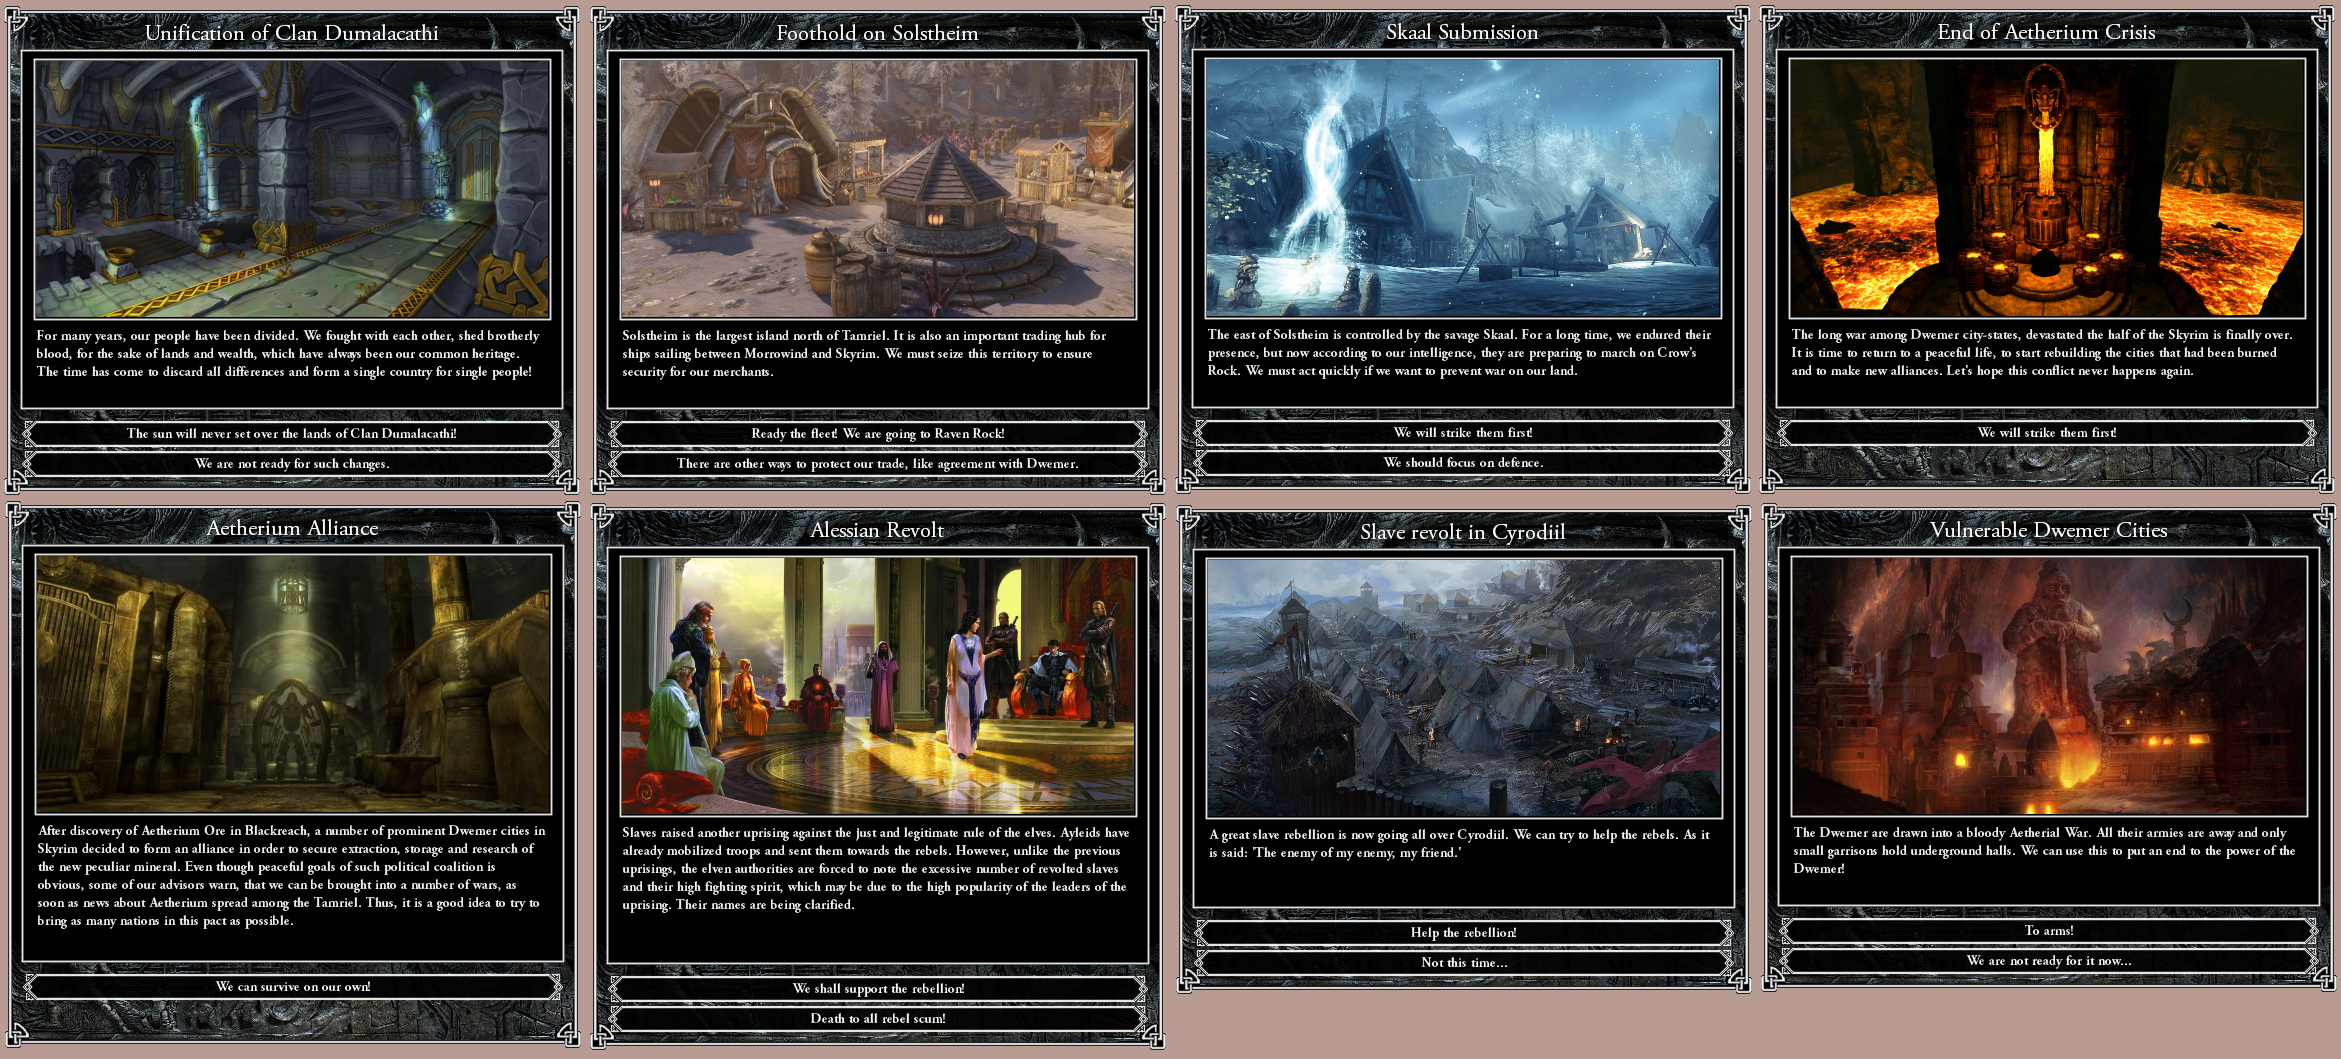 Unification of Clan Dumalacathi
For many years, our people have been divided. We fought with each other, shed brotherly
blood, for the sake of lands and wealth, which have always been our common heritage.
The time has come to discard all differences and form a single country for single people!
The sun will never set over the lands of Clan Dumalacathi!
We are not ready for such changes.
Foothold on Solstheim
Solstheim is the largest island north of Tamriel. It is also an important trading hub for
ships sailing between Morrowind and Skyrim. We must seize this territory to ensure
security for our merchants.
Ready the fleet! We are going to Raven Rock!
There are other ways to protect our trade, like agreement with Dwemer.
Skaal Submission
The east of Solstheim is controlled by the savage Skaal. For a long time, we endured their
presence, but now according to our intelligence, they are preparing to march on Crow's
Rock. We must act quickly if we want to prevent war on our land.
We will strike them first!
We should focus on defence.
End of Aetherium Crisis
The long war among Dwemer city-states, devastated the half of the Skyrim is finally over.
It is time to return to a peaceful life, to start rebuilding the cities that had been burned
and to make new alliances. Let's hope this conflict never happens again.
We will strike them first!
Aetherium Alliance
After discovery of Aetherium Ore in Blackreach, a number of prominent Dwemer cities in
Skyrim decided to form an alliance in order to secure extraction, storage and research of
the new peculiar mineral. Even though peaceful goals of such political coalition is
obvious, some of our advisors warn, that we can be brought into a number of wars, as
soon as news about Aetherium spread among the Tamriel. Thus, it is a good idea to try to
bring as many nations in this pact as possible.
We can survive on our own!
Alessian Revolt
Slaves raised another uprising against the just and legitimate rule of the elves. Ayleids have
already mobilized troops and sent them towards the rebels. However, unlike the previous
uprisings, the elven authorities are forced to note the excessive number of revolted slaves
and their high fighting spirit, which may be due to the high popularity of the leaders of the
uprising. Their names are being clarified.
We shall support the rebellion!
Death to all rebel scum!
Slave revolt in Cyrodiil
A great slave rebellion is now going all over Cyrodiil. We can try to help the rebels. As it
is said: 'The enemy of my enemy, my friend.'
Help the rebellion!
Not this time...
Vulnerable Dwemer Cities
The Dwemer are drawn into a bloody Aetherial War. All their armies are away and only
small garrisons hold underground halls. We can use this to put an end to the power of the
Dwemer!
To arms!
We are not ready for it now...